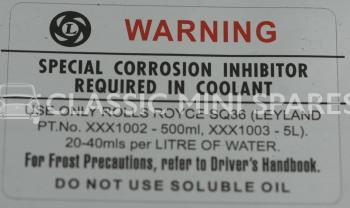 L WARNING
SPECIAL CORROSION INHIBITOR
REQUIRED IN COOLANT
CLASSIC MINI SPARES
USE ONLY ROLLS ROYCE SQ36 (LEYLAND
PT.No. XXX1002 - 500ml, XXX1003 - 5L).
20-40mls per LITRE OF WATER.
For Frost Precautions, refer to Driver's Handbook.
DO NOT USE SOLUBLE OIL